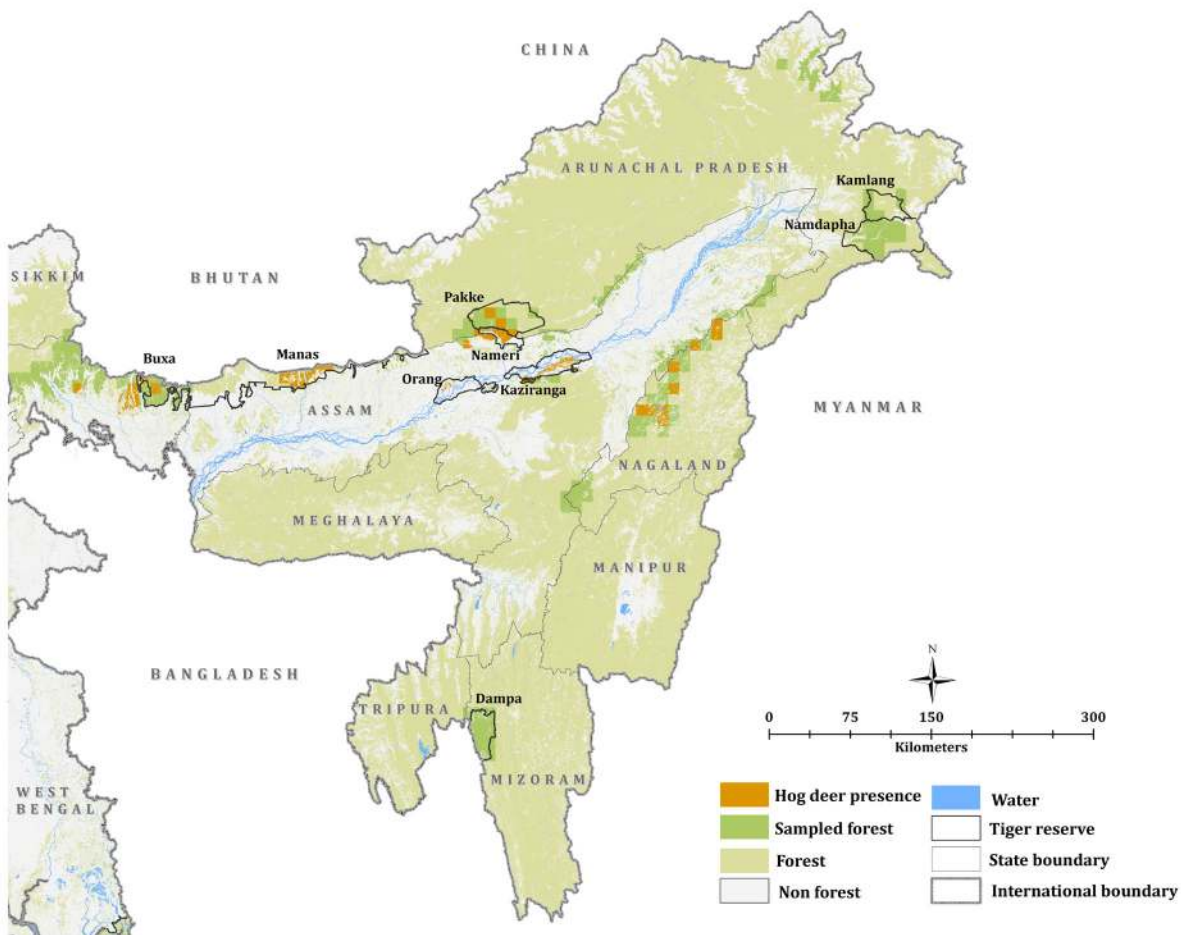 CHINA
ARUNACHAL PRADESH
Kamlang
Namdapha
SIKKIM
BHUTAN
Pakke
Buxa
Manas
Nameri
Orang
Kaziranga
ASSAM
MYANMAR
NAGALAND
MEGHALAYA
MANIPUR
BANGLADESH
TRIPURA
Dampa
MIZORAM
WEST
BENGAL
N
0 75 150 300
Kilometers
Hog deer presence
Sampled forest
Forest
Non forest
Water
Tiger reserve
State boundary
International boundary